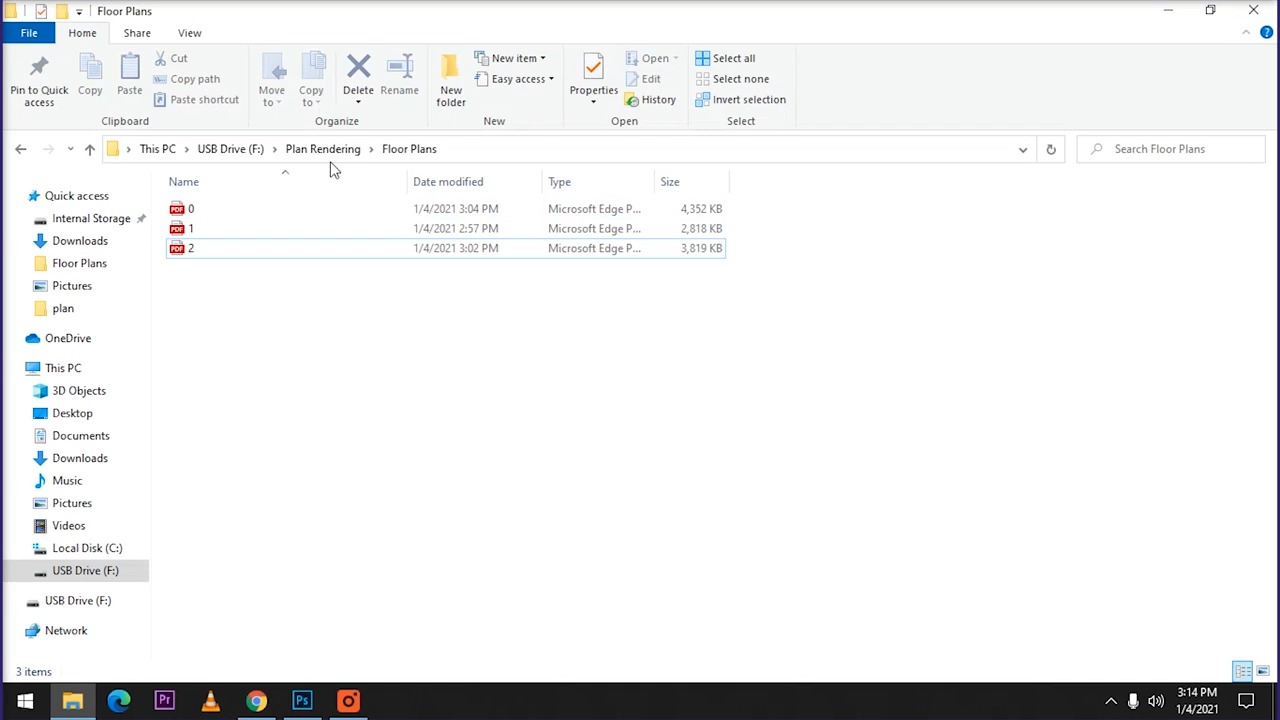 Floor Plans
File Home Share View
Pin to Quick access
Copy
Paste
Cut
Copy path
Paste shortcut
Clipboard
Move to
Copy to
Delete
Rename
Organize
New folder
New item
Easy access
New
Properties
Open
Edit
History
Open
Select all
Select none
Invert selection
Select
This PC USB Drive (F:) Plan Rendering Floor Plans
Search Floor Plans
Quick access
Internal Storage
Downloads
Floor Plans
Pictures
plan
OneDrive
This PC
3D Objects
Desktop
Documents
Downloads
Music
Pictures
Videos
Local Disk (C:)
USB Drive (F:)
USB Drive (F:)
Network
Name Date modified Type Size
PDF 0 1/4/2021 3:04 PM Microsoft Edge P... 4,352 KB
PDF 1 1/4/2021 2:57 PM Microsoft Edge P... 2,818 KB
PDF 2 1/4/2021 3:02 PM Microsoft Edge P... 3,819 KB
3 items
Pr
Ps
3:14 PM
1/4/2021